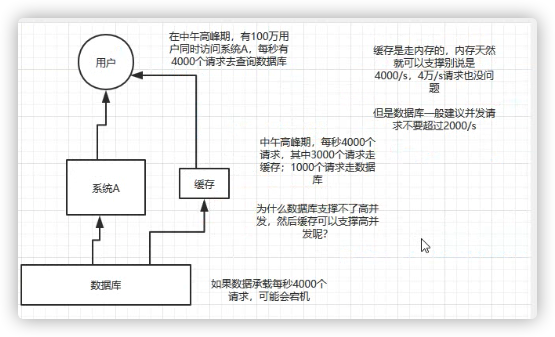 在中午高峰期，有100万用
户同时访问系统A，每秒有
4000个请求去查询数据库
缓存是走内存的，内存天然
就可以支撑别说是
4000/s，4万/s请求也没问
题
但是数据库一般建议并发请
求不要超过2000/s
用户
中午高峰期，每秒4000个
请求，其中3000个请求走
缓存；1000个请求走数据
库
系统A
缓存
为什么数据库支撑不了高并
发，然后缓存可以支撑高并
发呢？
数据库
如果数据承载每秒4000个
请求，可能会宕机